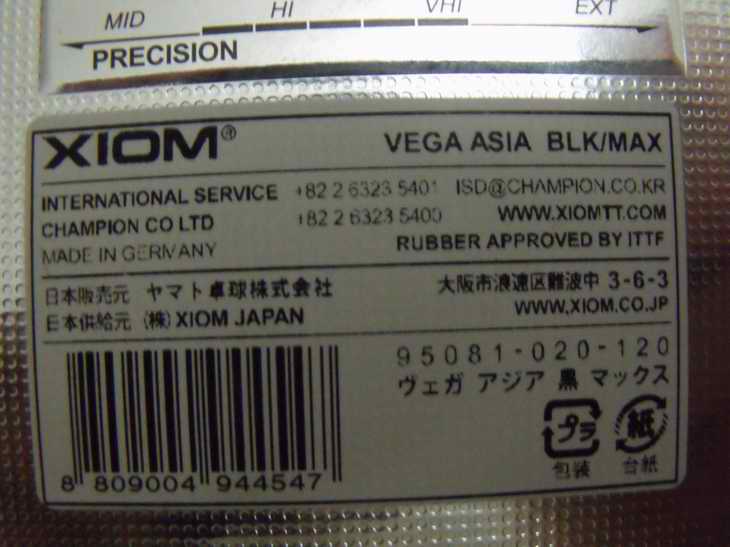 MID HI VHI EXT
PRECISION
XIOM® VEGA ASIA BLK/MAX
INTERNATIONAL SERVICE +82 2 6323 5401 ISD@CHAMPION.CO.KR
CHAMPION CO LTD +82 2 6323 5400 WWW.XIOMTT.COM
MADE IN GERMANY RUBBER APPROVED BY ITTF
日本販売元 ヤマト卓球株式会社 大阪市浪速区難波中 3-6-3
日本供給元 (株) XIOM JAPAN WWW.XIOM.CO.JP
95081-020-120
ヴェガ アジア 黒 マックス
プラ 紙
包装 台紙
8 809004 944547